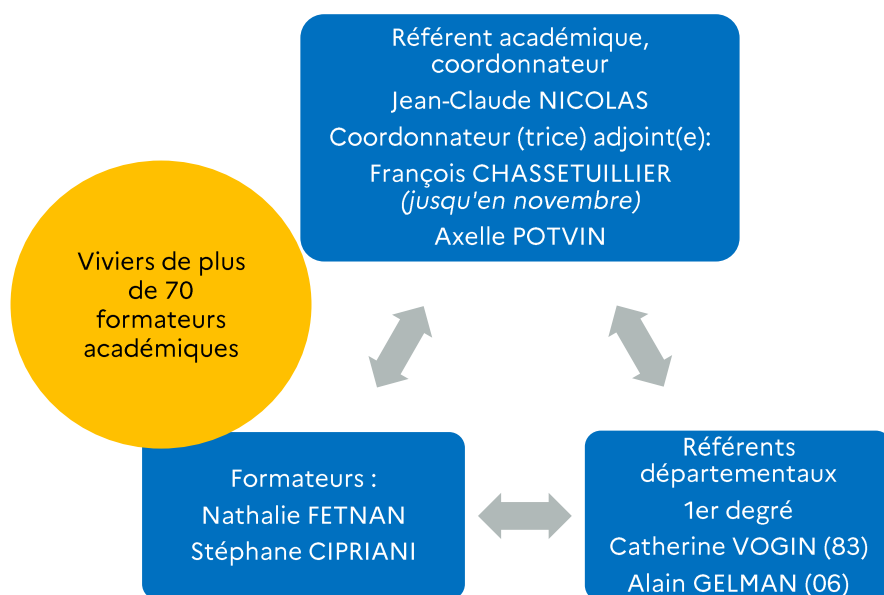 Référent académique,
coordonnateur
Jean-Claude NICOLAS
Coordonnateur (trice) adjoint(e):
François CHASSETUILLIER
(jusqu'en novembre)
Axelle POTVIN
Viviers de plus
de 70
formateurs
académiques
Formateurs :
Nathalie FETNAN
Stéphane CIPRIANI
Référents
départementaux
1er degré
Catherine VOGIN (83)
Alain GELMAN (06)